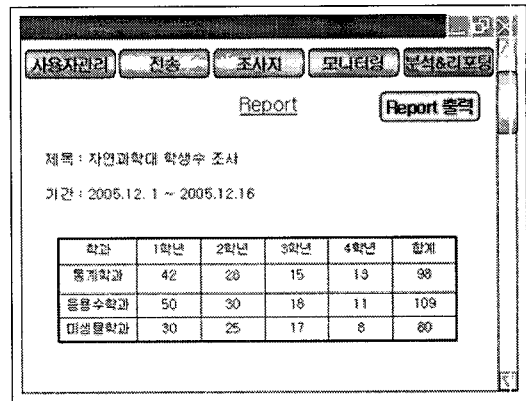 사용자관리 전송 조사지 모니터링 분석&리포팅
Report
Report 출력
제목 : 자연과학대 학생수 조사
기간 : 2005.12. 1 ~ 2005.12.16
학과 1학년 2학년 3학년 4학년 합계
통계학과 42 28 15 13 98
응용수학과 50 30 18 11 109
미생물학과 30 25 17 8 80